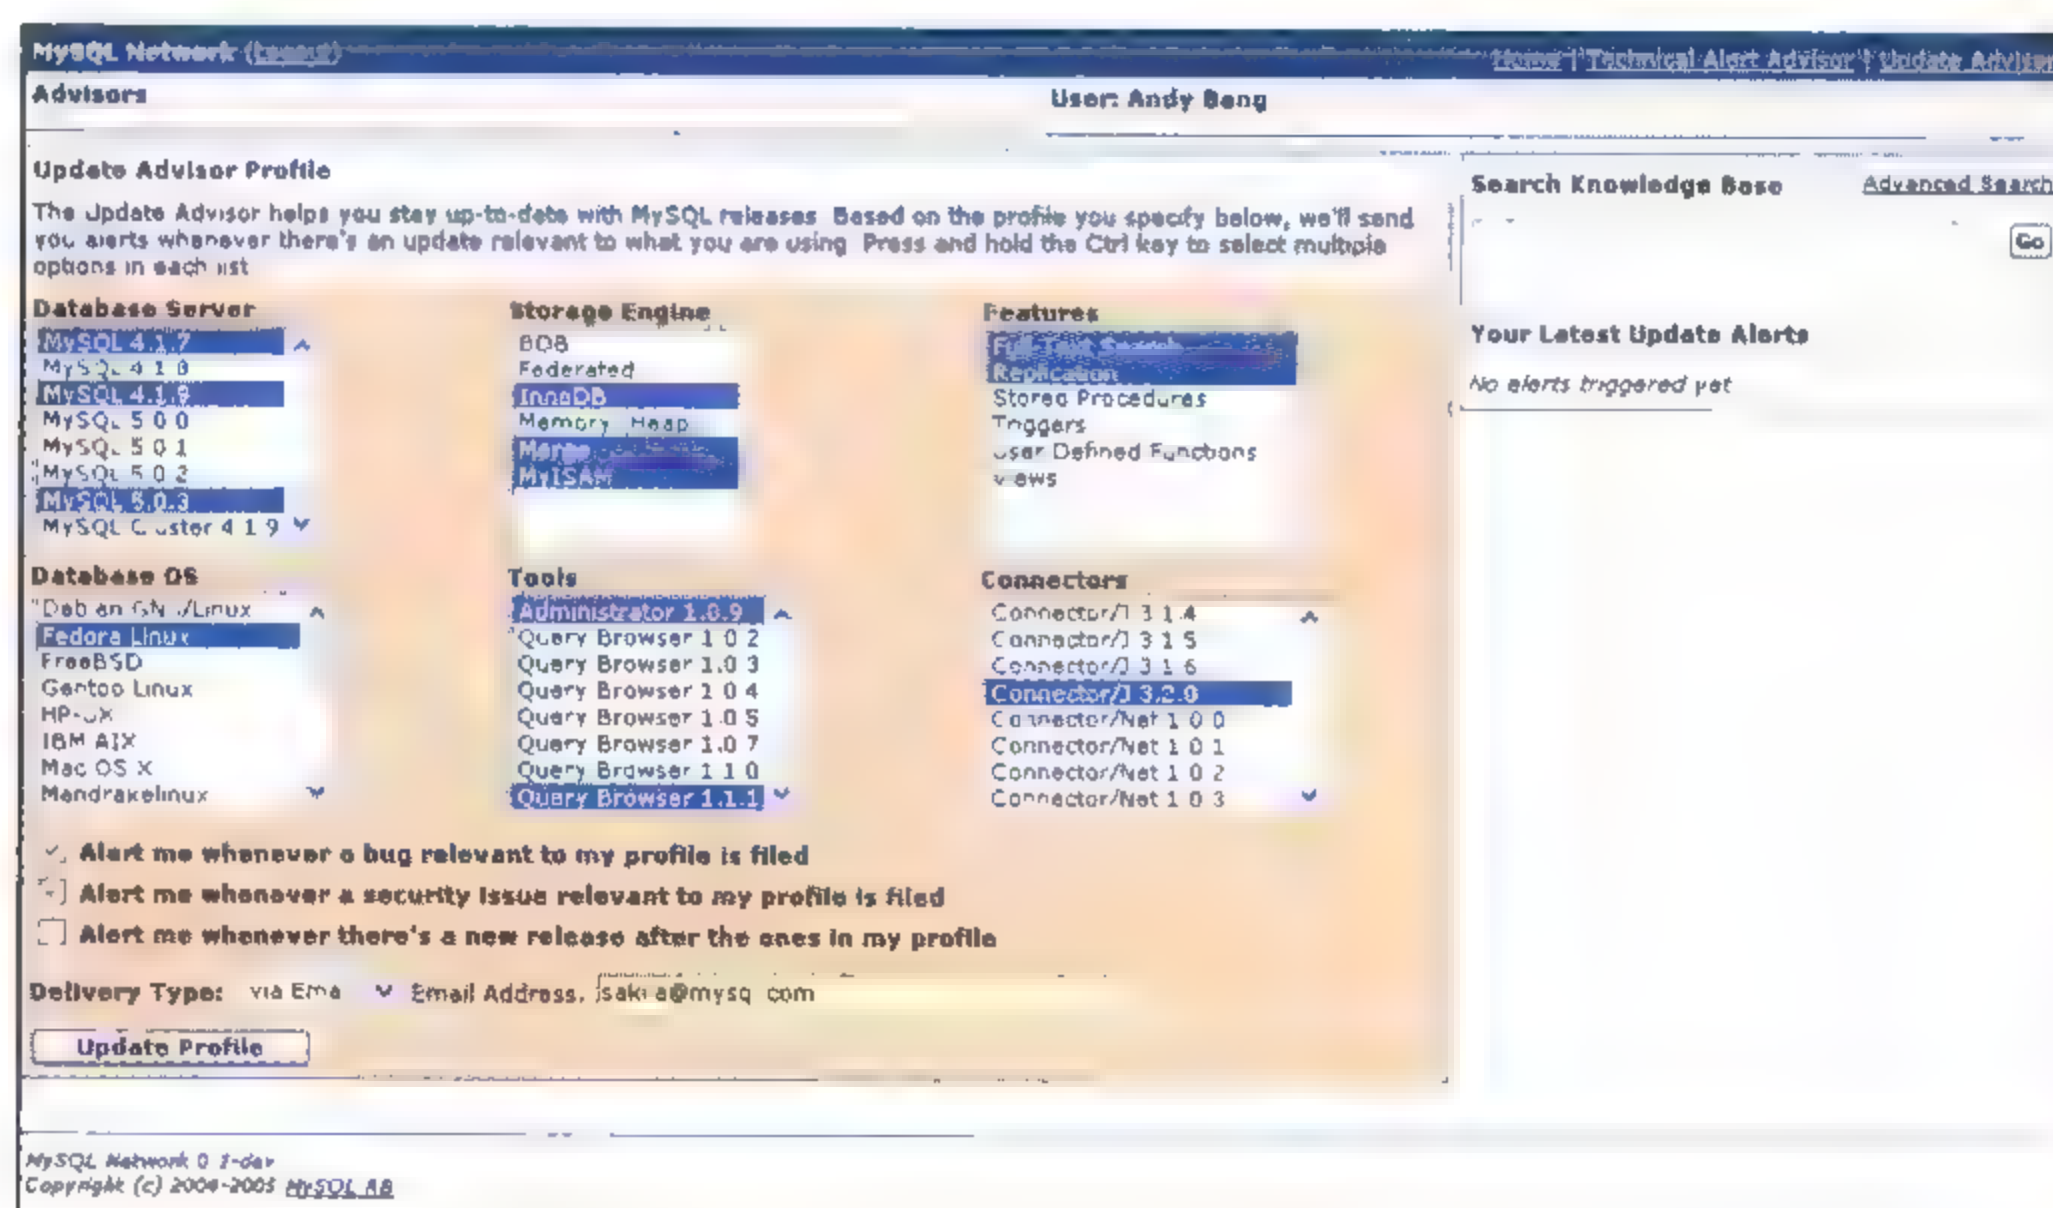 MySQL Network (Logout)
Home | Technical Alert Advisor | Update Advisor
Advisors
User: Andy Bang
Update Advisor Profile
The Update Advisor helps you stay up-to-date with MySQL releases. Based on the profile you specify below, we'll send
you alerts whenever there's an update relevant to what you are using. Press and hold the Ctrl key to select multiple
options in each list
Search Knowledge Base
Advanced Search
Go
Your Latest Update Alerts
No alerts triggered yet
Database Server
MySQL 4.1.7
MySQL 4.1.8
MySQL 4.1.9
MySQL 5.0.0
MySQL 5.0.1
MySQL 5.0.2
MySQL 5.0.3
MySQL Cluster 4.1.9
Storage Engine
BDB
Federated
InnoDB
Memory Heap
Merge
MyISAM
Features
Full-Text Search
Replication
Stored Procedures
Triggers
User Defined Functions
Views
Database OS
Debian GNU/Linux
Fedora Linux
FreeBSD
Gentoo Linux
HP-UX
IBM AIX
Mac OS X
Mandrakelinux
Tools
Administrator 1.0.9
Query Browser 1.0.2
Query Browser 1.0.3
Query Browser 1.0.4
Query Browser 1.0.5
Query Browser 1.0.7
Query Browser 1.1.0
Query Browser 1.1.1
Connectors
Connector/J 3.1.4
Connector/J 3.1.5
Connector/J 3.1.6
Connector/J 3.2.0
Connector/Net 1.0.0
Connector/Net 1.0.1
Connector/Net 1.0.2
Connector/Net 1.0.3
Alert me whenever a bug relevant to my profile is filed
Alert me whenever a security issue relevant to my profile is filed
Alert me whenever there's a new release after the ones in my profile
Delivery Type: via Email Email Address:
Update Profile
MySQL Network 0.1-dev
Copyright (c) 2004-2005 MySQL AB